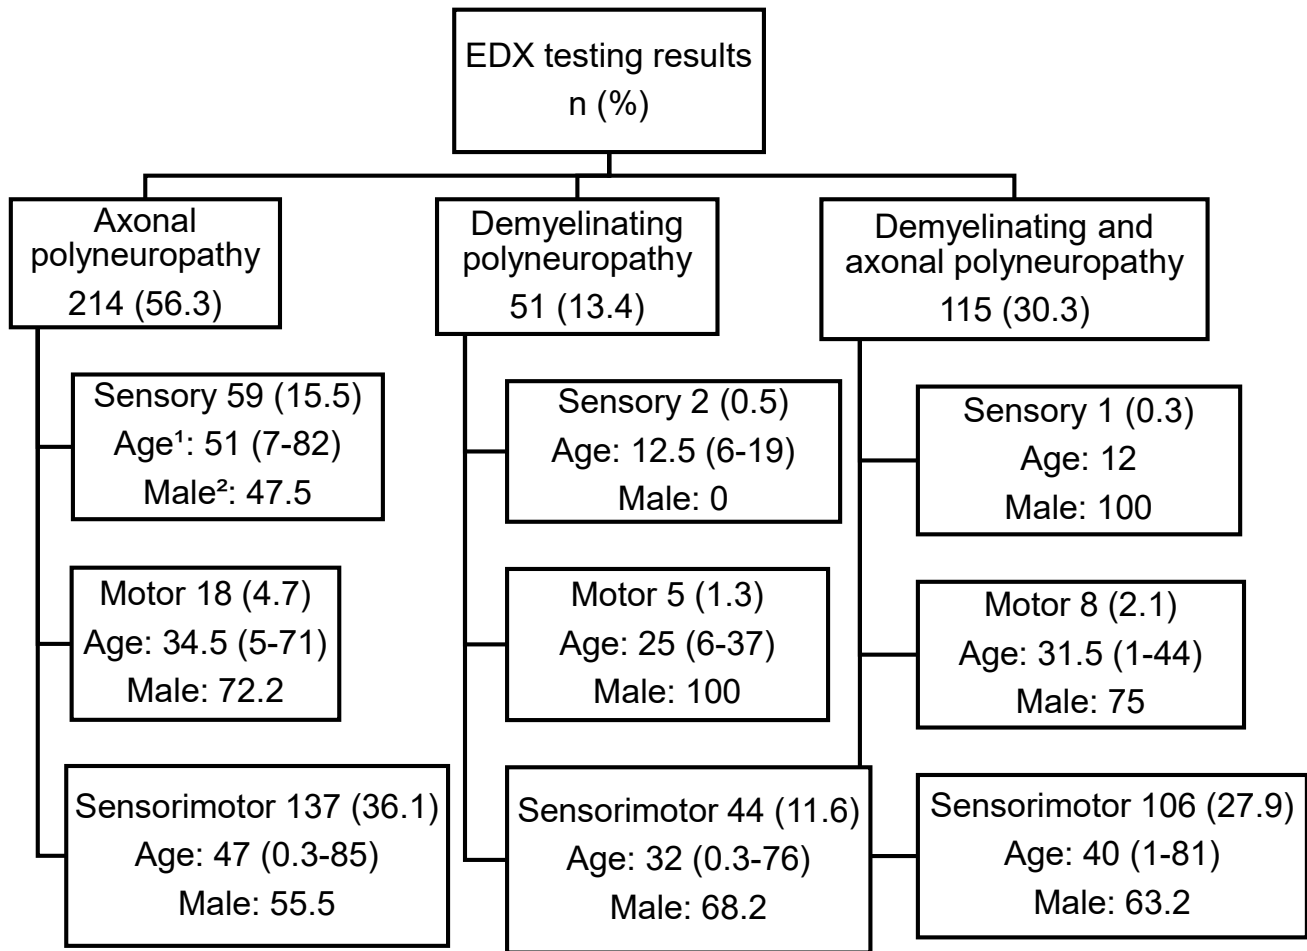 EDX testing results
n (%)
Axonal
polyneuropathy
214 (56.3)
Sensory 59 (15.5)
Age¹: 51 (7-82)
Male²: 47.5
Motor 18 (4.7)
Age: 34.5 (5-71)
Male: 72.2
Sensorimotor 137 (36.1)
Age: 47 (0.3-85)
Male: 55.5
Demyelinating
polyneuropathy
51 (13.4)
Sensory 2 (0.5)
Age: 12.5 (6-19)
Male: 0
Motor 5 (1.3)
Age: 25 (6-37)
Male: 100
Sensorimotor 44 (11.6)
Age: 32 (0.3-76)
Male: 68.2
Demyelinating and
axonal polyneuropathy
115 (30.3)
Sensory 1 (0.3)
Age: 12
Male: 100
Motor 8 (2.1)
Age: 31.5 (1-44)
Male: 75
Sensorimotor 106 (27.9)
Age: 40 (1-81)
Male: 63.2